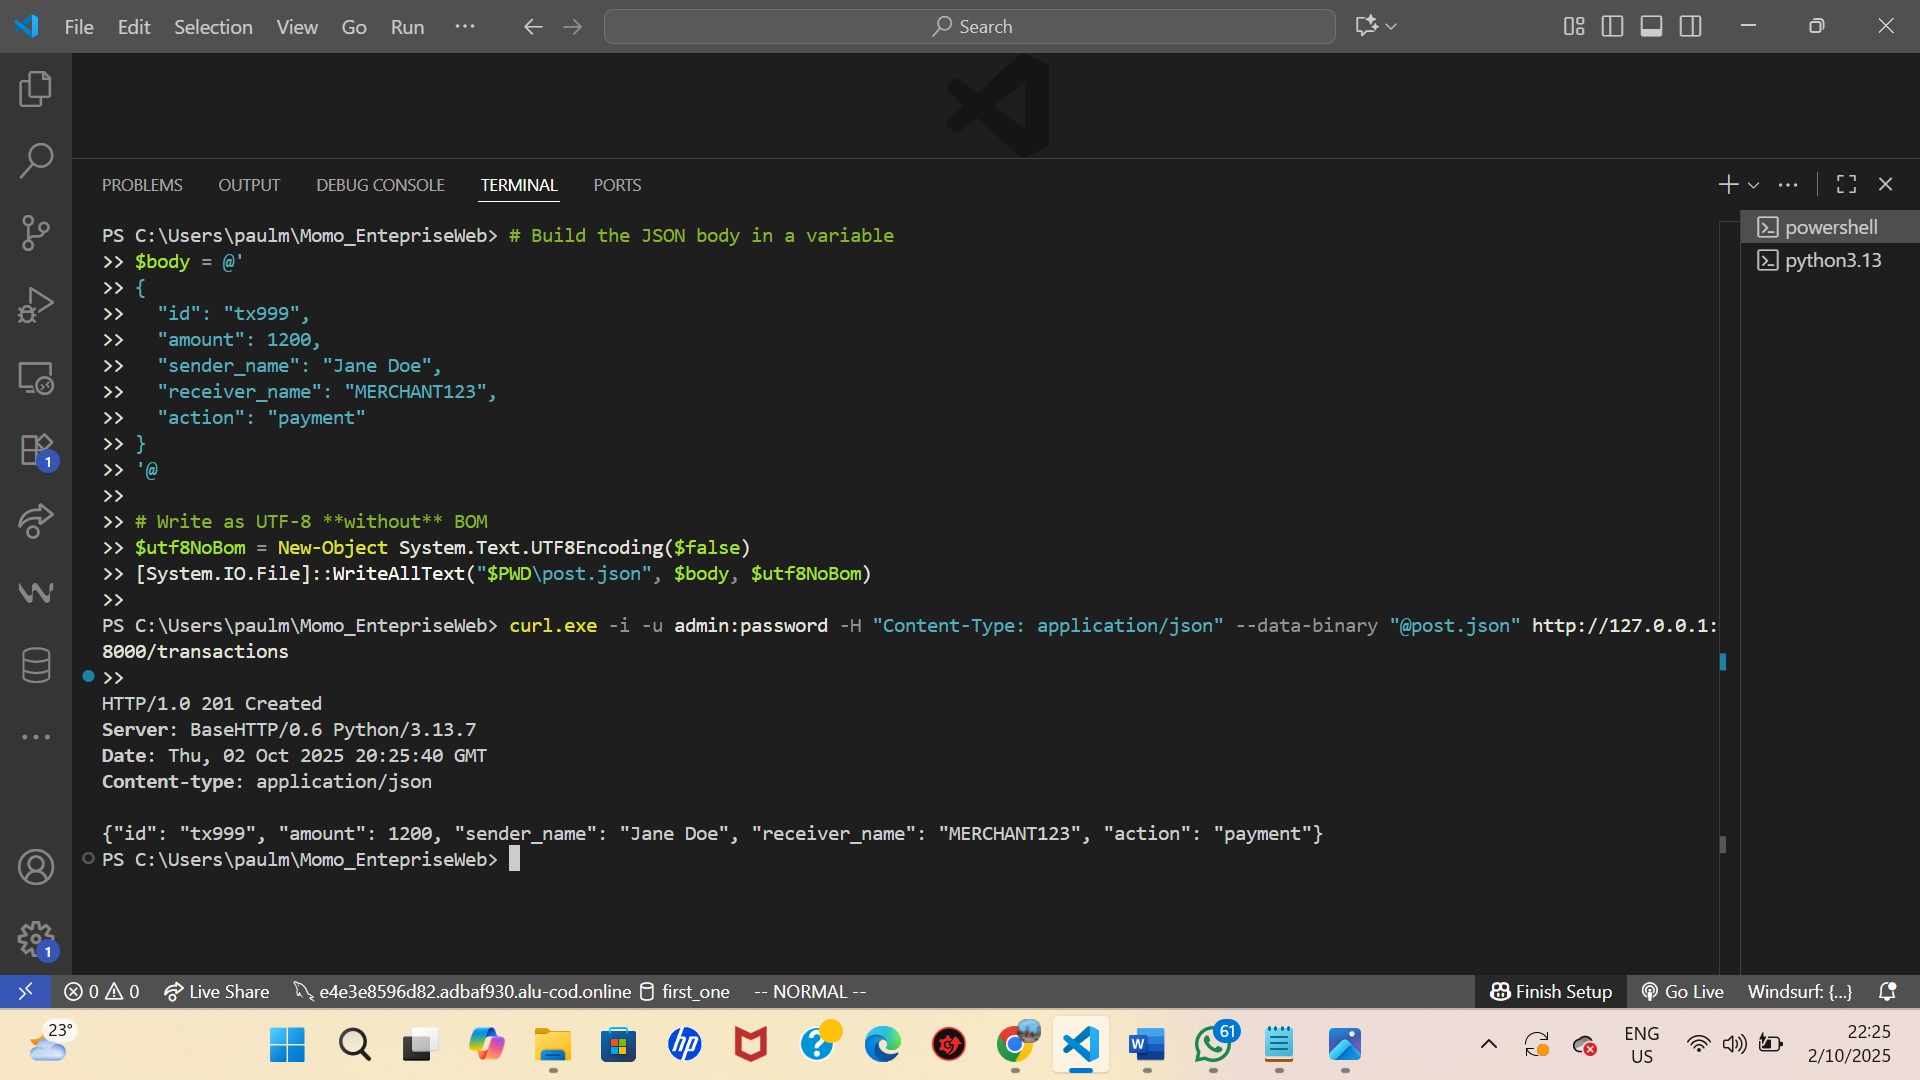 File Edit Selection View Go Run ···
Search
PROBLEMS OUTPUT DEBUG CONSOLE TERMINAL PORTS
powershell
python3.13
PS C:\Users\paulm\Momo_EntepriseWeb> # Build the JSON body in a variable
>> $body = @'
>> {
>>   "id": "tx999",
>>   "amount": 1200,
>>   "sender_name": "Jane Doe",
>>   "receiver_name": "MERCHANT123",
>>   "action": "payment"
>> }
>> '@
>>
>> # Write as UTF-8 **without** BOM
>> $utf8NoBom = New-Object System.Text.UTF8Encoding($false)
>> [System.IO.File]::WriteAllText("$PWD\post.json", $body, $utf8NoBom)
>>
PS C:\Users\paulm\Momo_EntepriseWeb> curl.exe -i -u admin:password -H "Content-Type: application/json" --data-binary "@post.json" http://127.0.0.1:
8000/transactions
>>
HTTP/1.0 201 Created
Server: BaseHTTP/0.6 Python/3.13.7
Date: Thu, 02 Oct 2025 20:25:40 GMT
Content-type: application/json
{"id": "tx999", "amount": 1200, "sender_name": "Jane Doe", "receiver_name": "MERCHANT123", "action": "payment"}
PS C:\Users\paulm\Momo_EntepriseWeb>
1
1
0 0 Live Share e4e3e8596d82.adbaf930.alu-cod.online first_one -- NORMAL -- Finish Setup Go Live Windsurf: {...}
23°
hp
W
61
ENG
US
22:25
2/10/2025